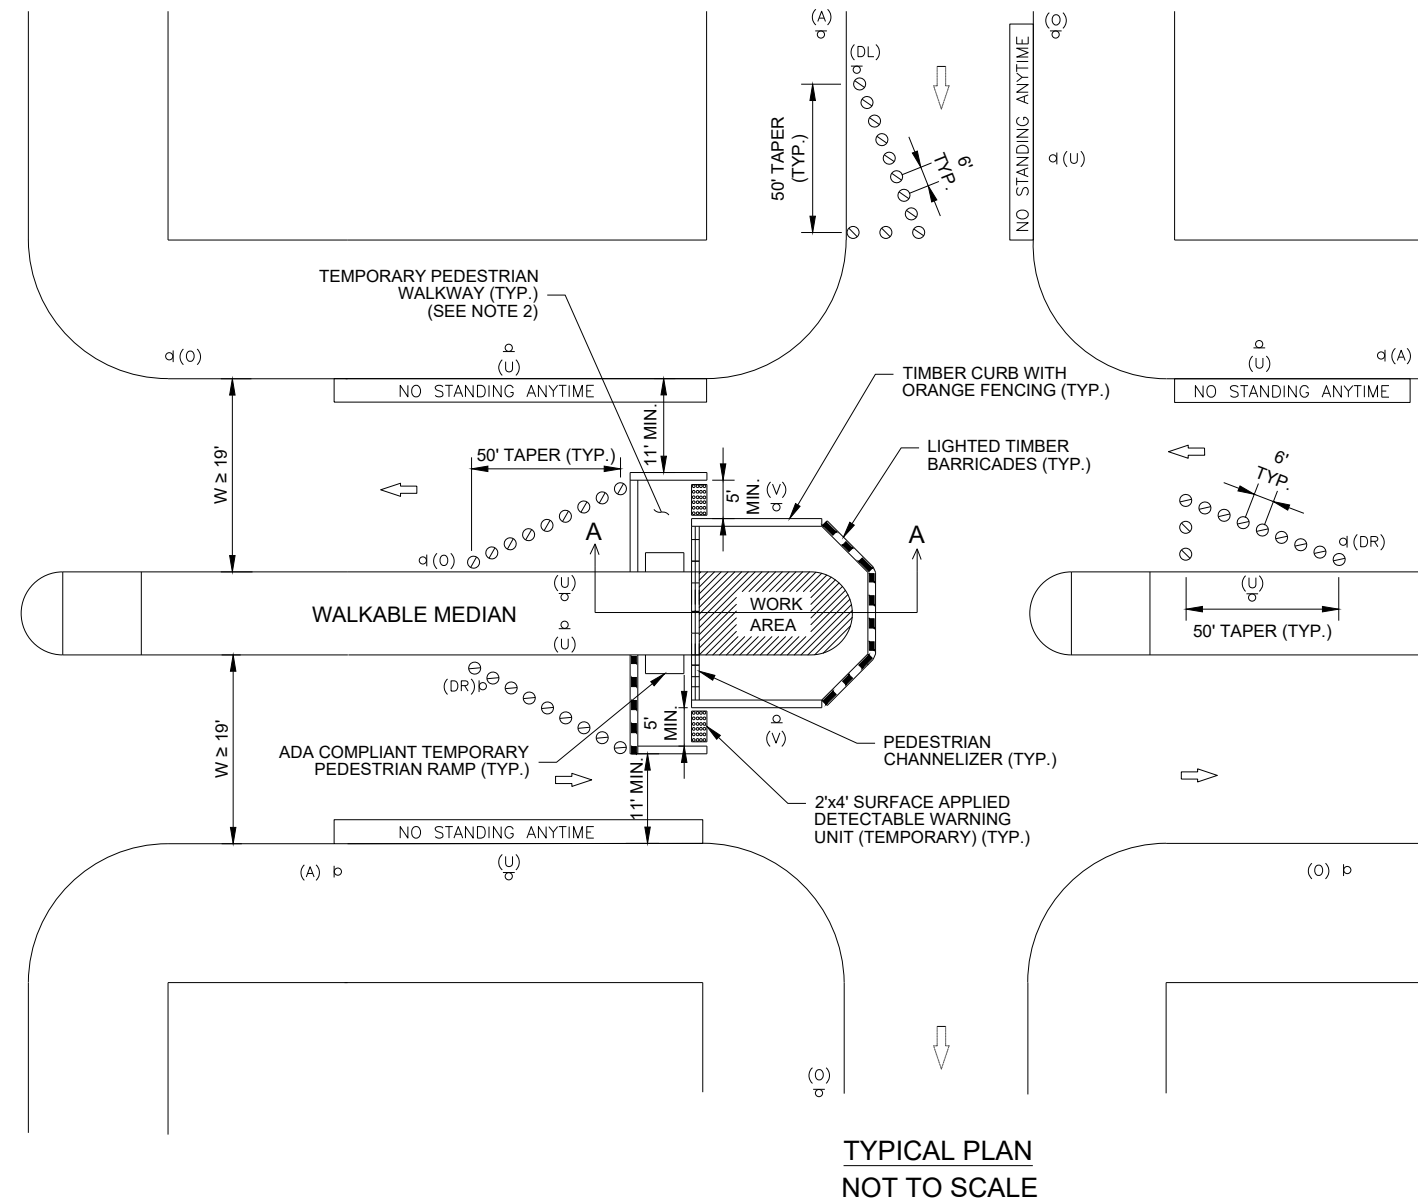 (A)
(O)
(DL)
50' TAPER
(TYP.)
6'
TYP.
NO STANDING ANYTIME
(U)
TEMPORARY PEDESTRIAN
WALKWAY (TYP.)
(SEE NOTE 2)
(O)
(U)
(U)
(A)
NO STANDING ANYTIME
NO STANDING ANYTIME
TIMBER CURB WITH
ORANGE FENCING (TYP.)
11' MIN.
W ≥ 19'
50' TAPER (TYP.)
LIGHTED TIMBER
BARRICADES (TYP.)
6'
TYP.
5'
MIN.
(V)
A
A
(O)
(DR)
(U)
(U)
WALKABLE MEDIAN
WORK
AREA
(U)
50' TAPER (TYP.)
(DR)
5'
MIN.
W ≥ 19'
(V)
ADA COMPLIANT TEMPORARY
PEDESTRIAN RAMP (TYP.)
PEDESTRIAN
CHANNELIZER (TYP.)
11' MIN.
2'x4' SURFACE APPLIED
DETECTABLE WARNING
UNIT (TEMPORARY) (TYP.)
NO STANDING ANYTIME
(A)
(U)
(O)
(O)
TYPICAL PLAN
NOT TO SCALE